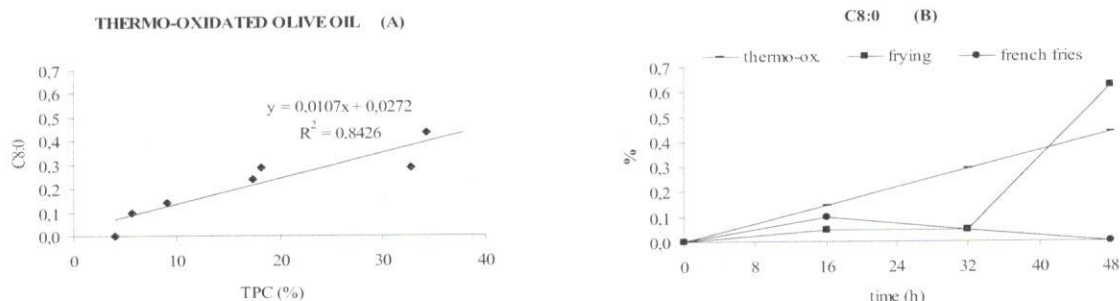 THERMO-OXIDATED OLIVE OIL (A)
0,7
0,6
0,5
0,4
0,3
0,2
0,1
0,0
C8:0
y = 0,0107x + 0,0272
R² = 0,8426
0 10 20 30 40
TPC (%)
C8:0 (B)
thermo-ox. frying french fries
0,7
0,6
0,5
0,4
0,3
0,2
0,1
0,0
%
0 8 16 24 32 40 48
time (h)